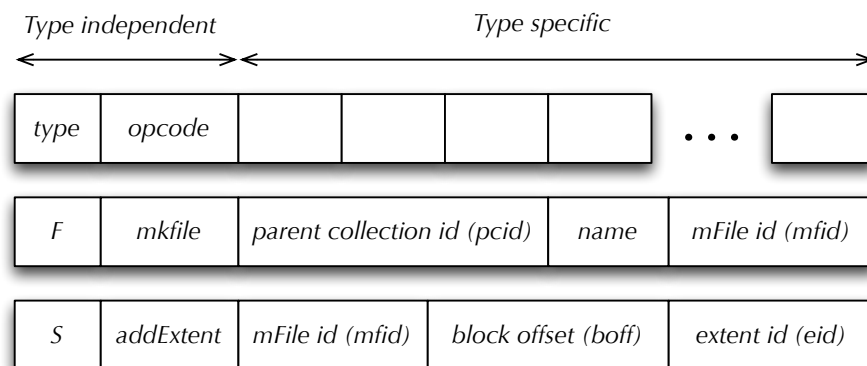 Type independent Type specific
type opcode ...
F mkfile parent collection id (pcid) name mFile id (mfid)
S addExtent mFile id (mfid) block offset (boff) extent id (eid)